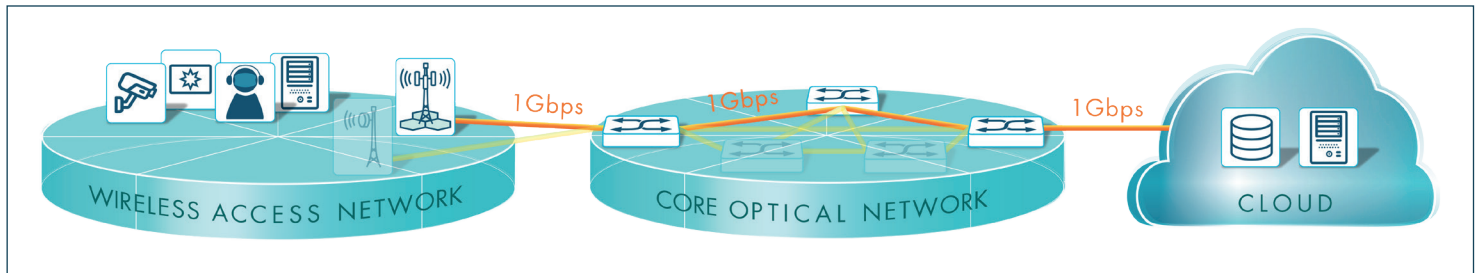 1Gbps
1Gbps
1Gbps
WIRELESS ACCESS NETWORK
CORE OPTICAL NETWORK
CLOUD